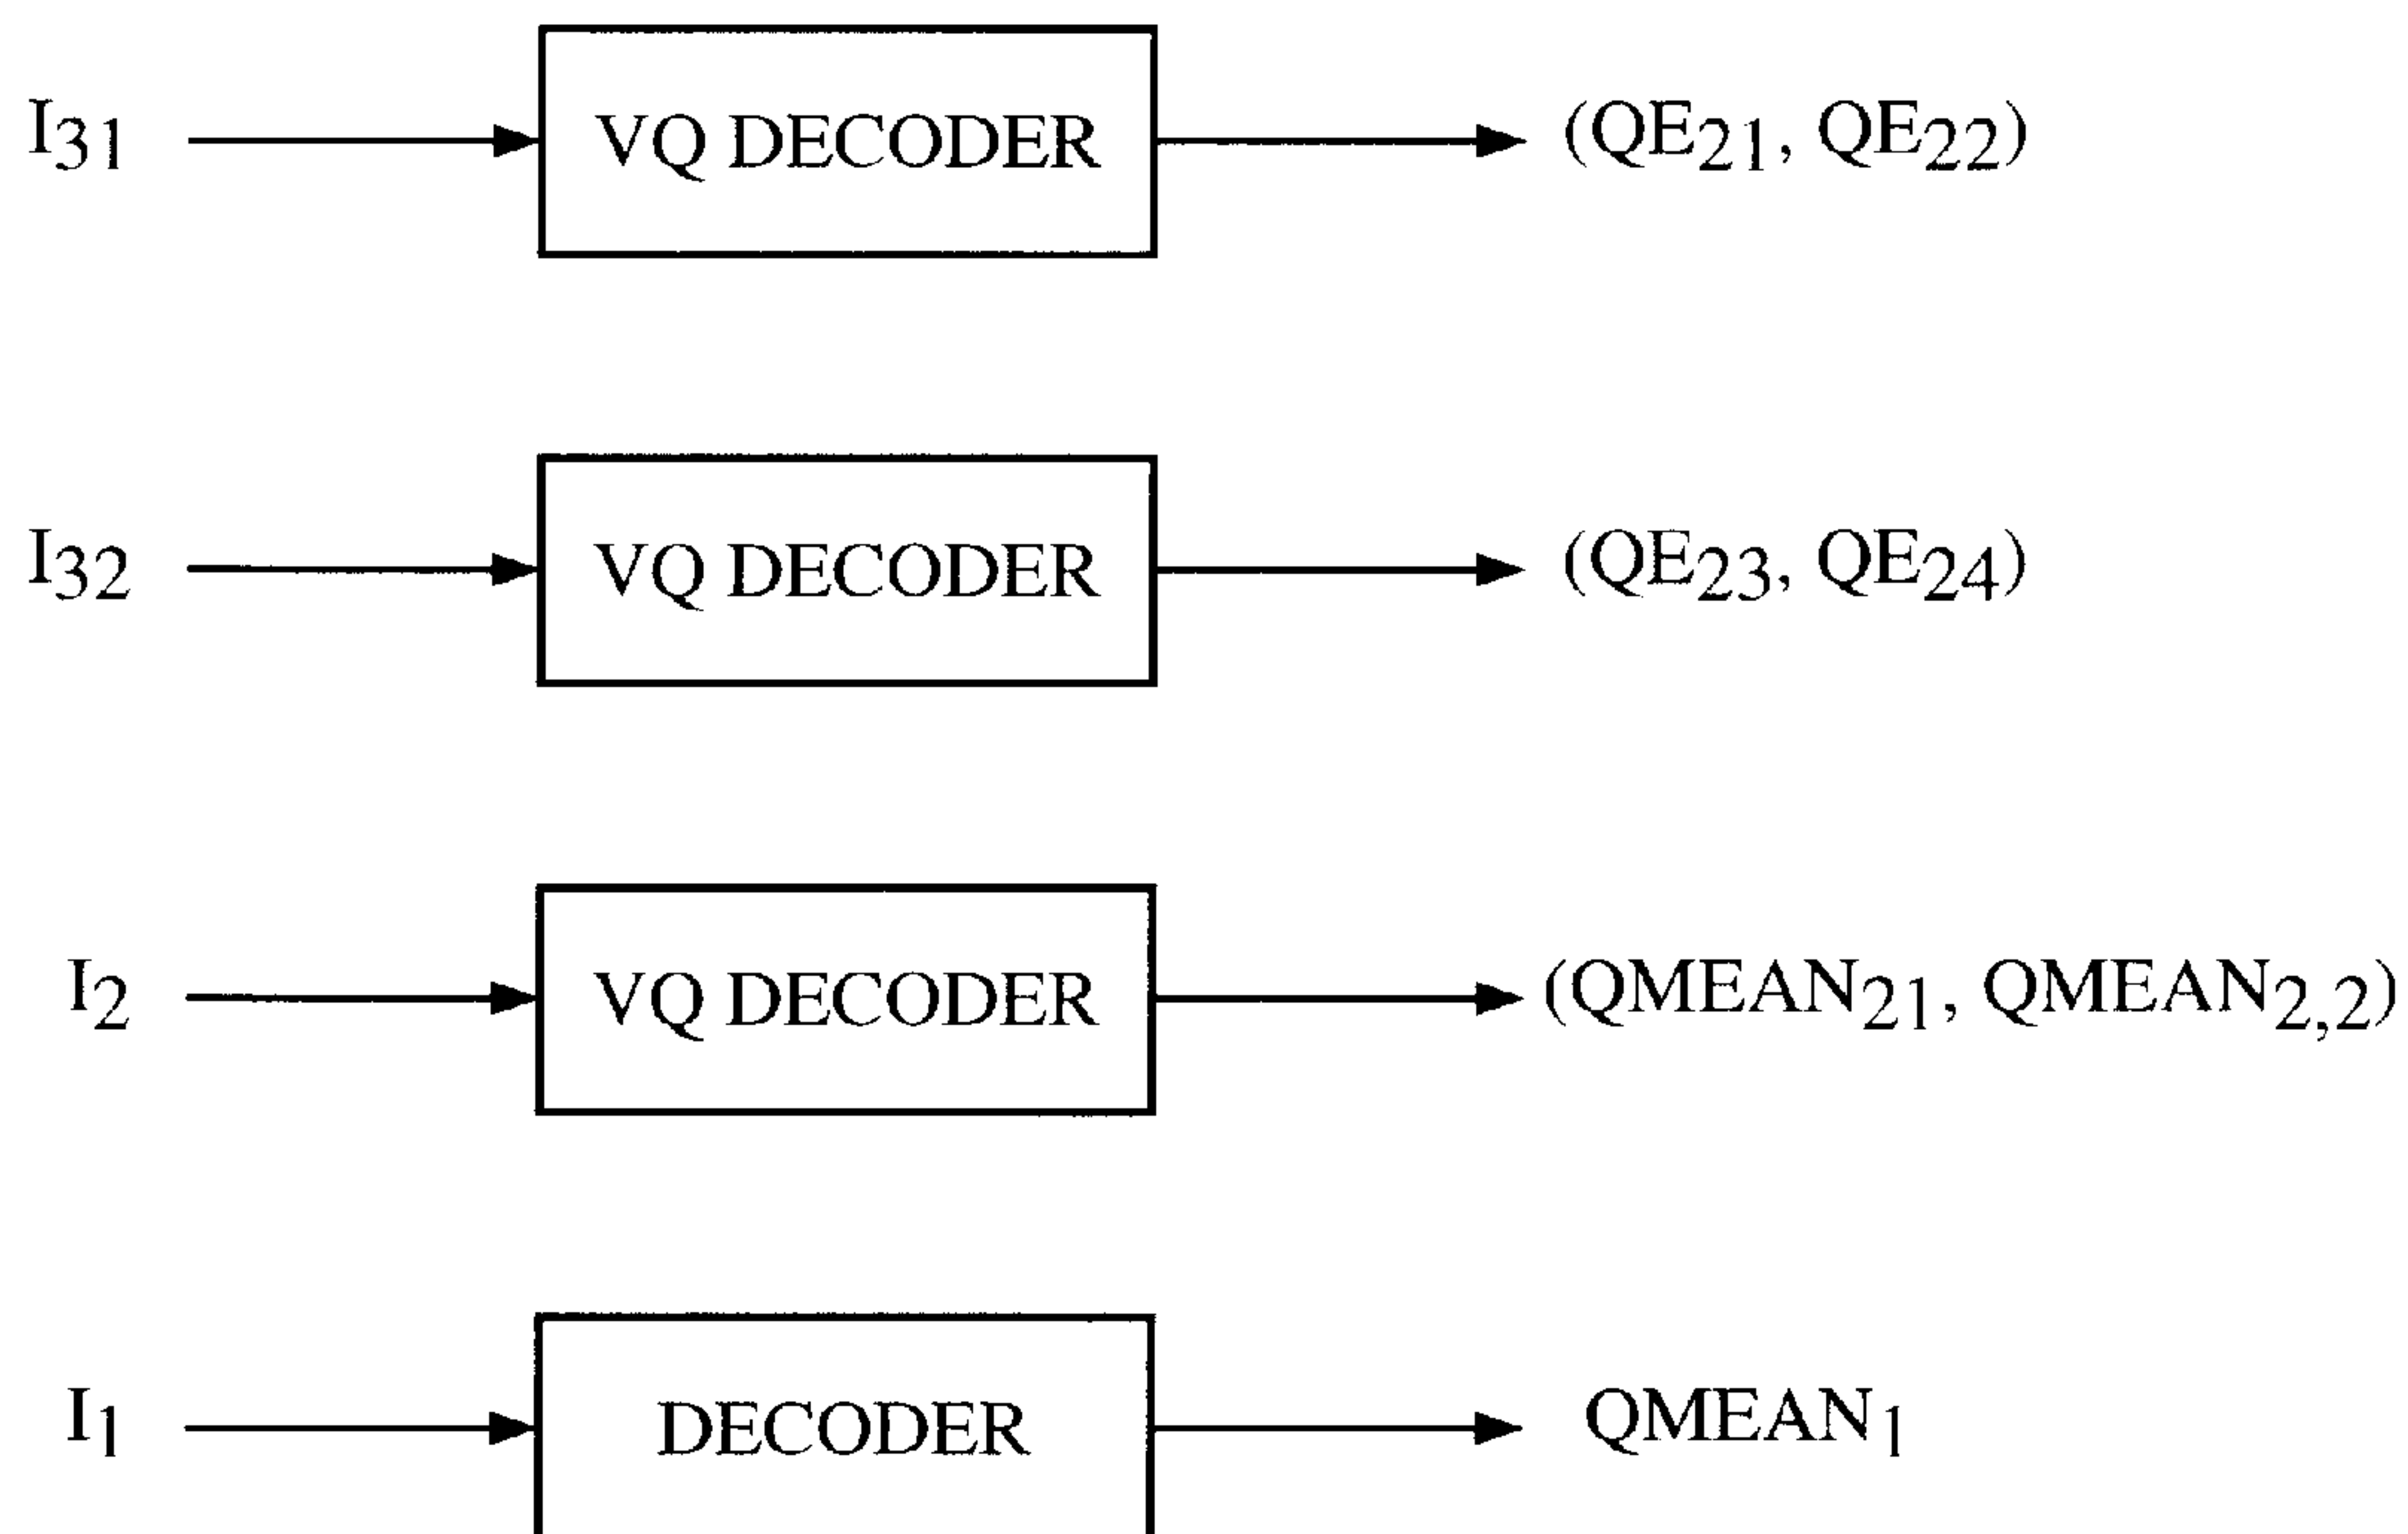 I31 VQ DECODER (QE21, QE22)
I32 VQ DECODER (QE23, QE24)
I2 VQ DECODER (QMEAN21, QMEAN2,2)
I1 DECODER QMEAN1